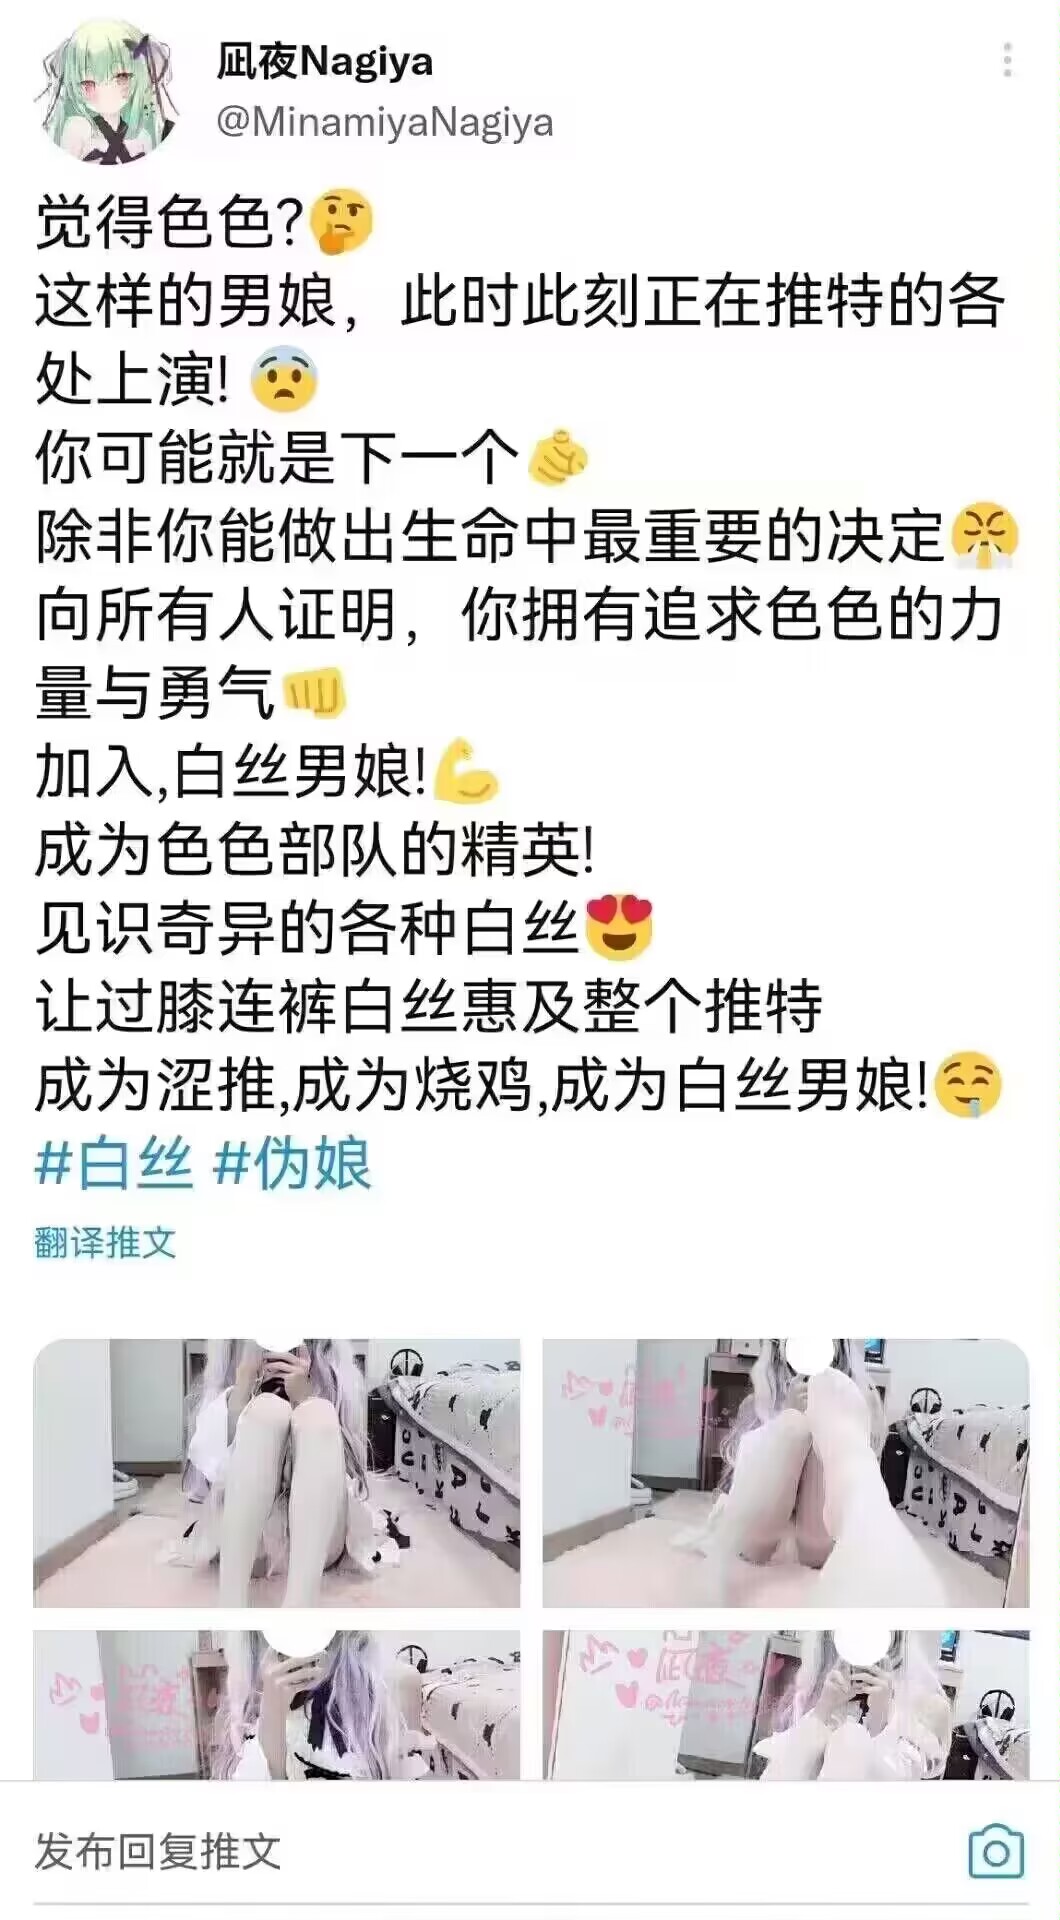 凪夜Nagiya
@MinamiyaNagiya
觉得色色?🤔
这样的男娘，此时此刻正在推特的各
处上演! 😨
你可能就是下一个🫵
除非你能做出生命中最重要的决定😤
向所有人证明，你拥有追求色色的力
量与勇气👊
加入,白丝男娘!💪
成为色色部队的精英!
见识奇异的各种白丝😍
让过膝连裤白丝惠及整个推特
成为涩推,成为烧鸡,成为白丝男娘!🤤
#白丝 #伪娘
翻译推文
发布回复推文